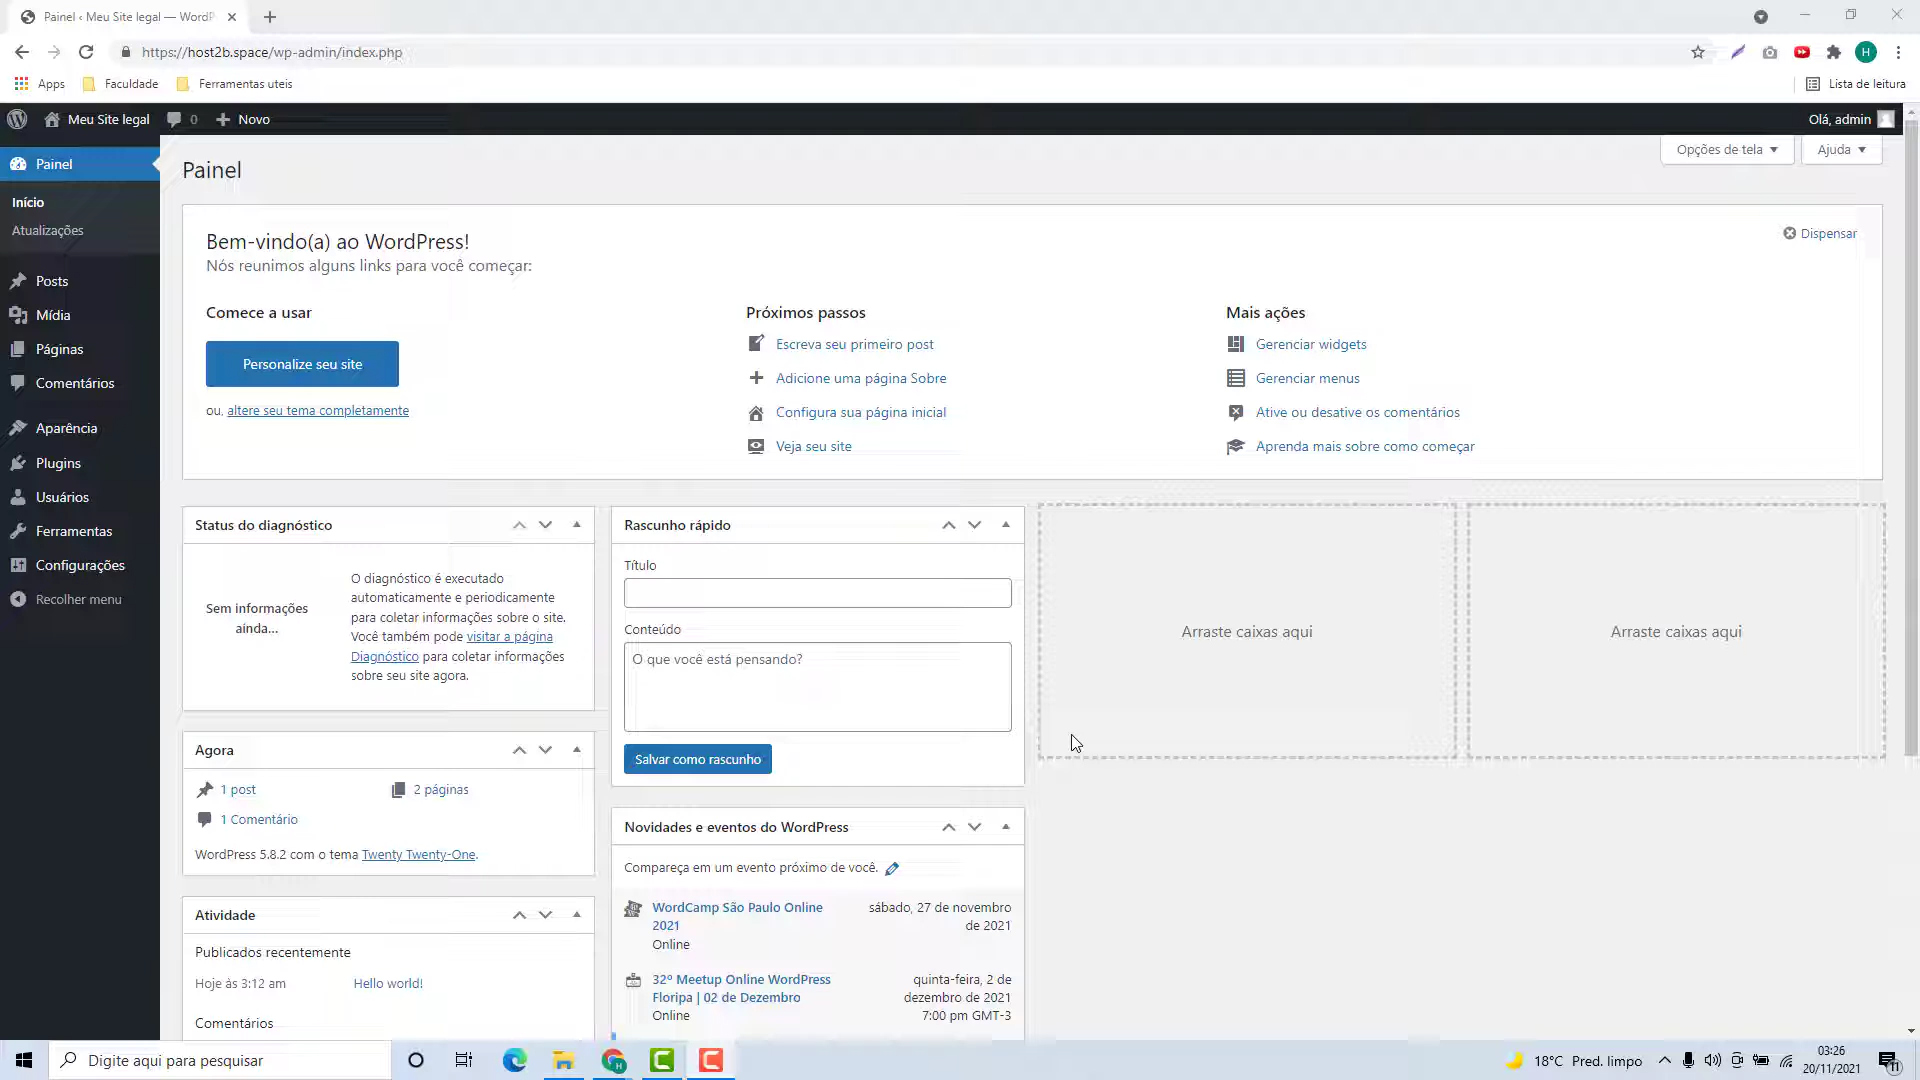 Painel ‹ Meu Site legal — WordP
https://host2b.space/wp-admin/index.php
H
Apps
Faculdade
Ferramentas uteis
Lista de leitura
Meu Site legal
0
Novo
Olá, admin
Painel
Início
Atualizações
Posts
Mídia
Páginas
Comentários
Aparência
Plugins
Usuários
Ferramentas
Configurações
Recolher menu
Painel
Opções de tela
Ajuda
Bem-vindo(a) ao WordPress!
Nós reunimos alguns links para você começar:
Dispensar
Comece a usar
Personalize seu site
ou, altere seu tema completamente
Próximos passos
Escreva seu primeiro post
Adicione uma página Sobre
Configura sua página inicial
Veja seu site
Mais ações
Gerenciar widgets
Gerenciar menus
Ative ou desative os comentários
Aprenda mais sobre como começar
Status do diagnóstico
Sem informações
ainda...
O diagnóstico é executado
automaticamente e periodicamente
para coletar informações sobre o site.
Você também pode visitar a página
Diagnóstico para coletar informações
sobre seu site agora.
Agora
1 post
2 páginas
1 Comentário
WordPress 5.8.2 com o tema Twenty Twenty-One.
Atividade
Publicados recentemente
Hoje às 3:12 am
Hello world!
Comentários
Rascunho rápido
Título
Conteúdo
O que você está pensando?
Salvar como rascunho
Novidades e eventos do WordPress
Compareça em um evento próximo de você.
WordCamp São Paulo Online
2021
Online
sábado, 27 de novembro
de 2021
32º Meetup Online WordPress
Floripa | 02 de Dezembro
Online
quinta-feira, 2 de
dezembro de 2021
7:00 pm GMT-3
Arraste caixas aqui
Arraste caixas aqui
Digite aqui para pesquisar
18°C Pred. limpo
03:26
20/11/2021
11